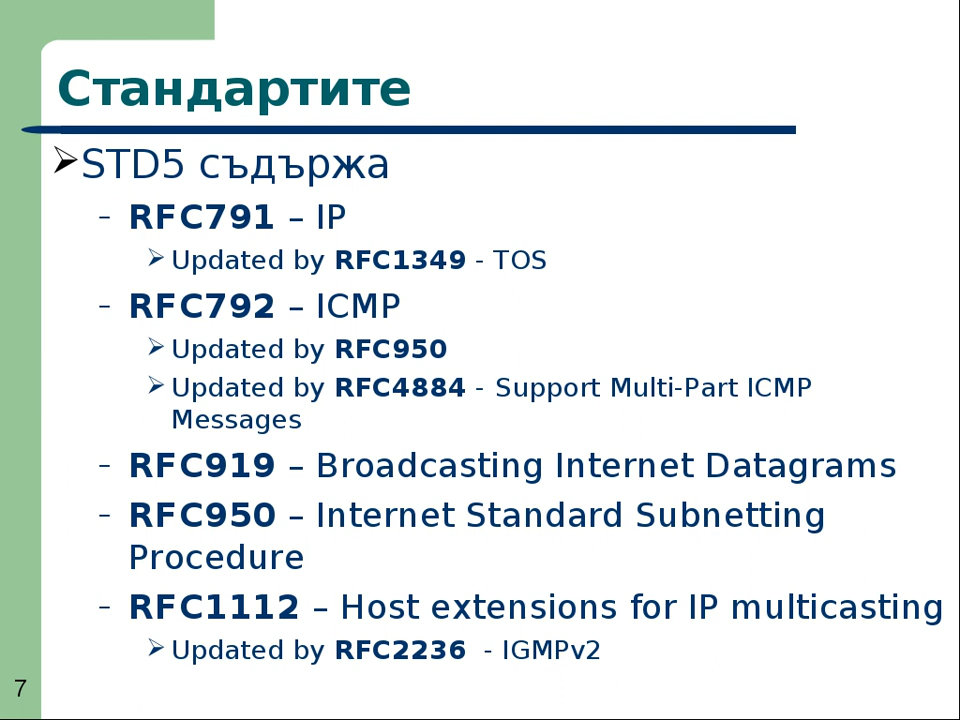 Стандартите
STD5 съдържа
– RFC791 – IP
Updated by RFC1349 - TOS
– RFC792 – ICMP
Updated by RFC950
Updated by RFC4884 - Support Multi-Part ICMP
Messages
– RFC919 – Broadcasting Internet Datagrams
– RFC950 – Internet Standard Subnetting
Procedure
– RFC1112 – Host extensions for IP multicasting
Updated by RFC2236 - IGMPv2
7